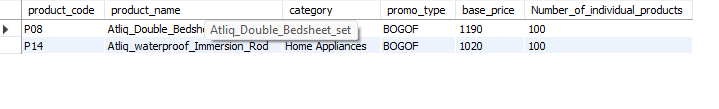 product_code product_name category promo_type base_price Number_of_individual_products
P08 Atliq_Double_Bedshe Atliq_Double_Bedsheet_set BOGOF 1190 100
P14 Atliq_waterproof_Immersion_Rod Home Appliances BOGOF 1020 100